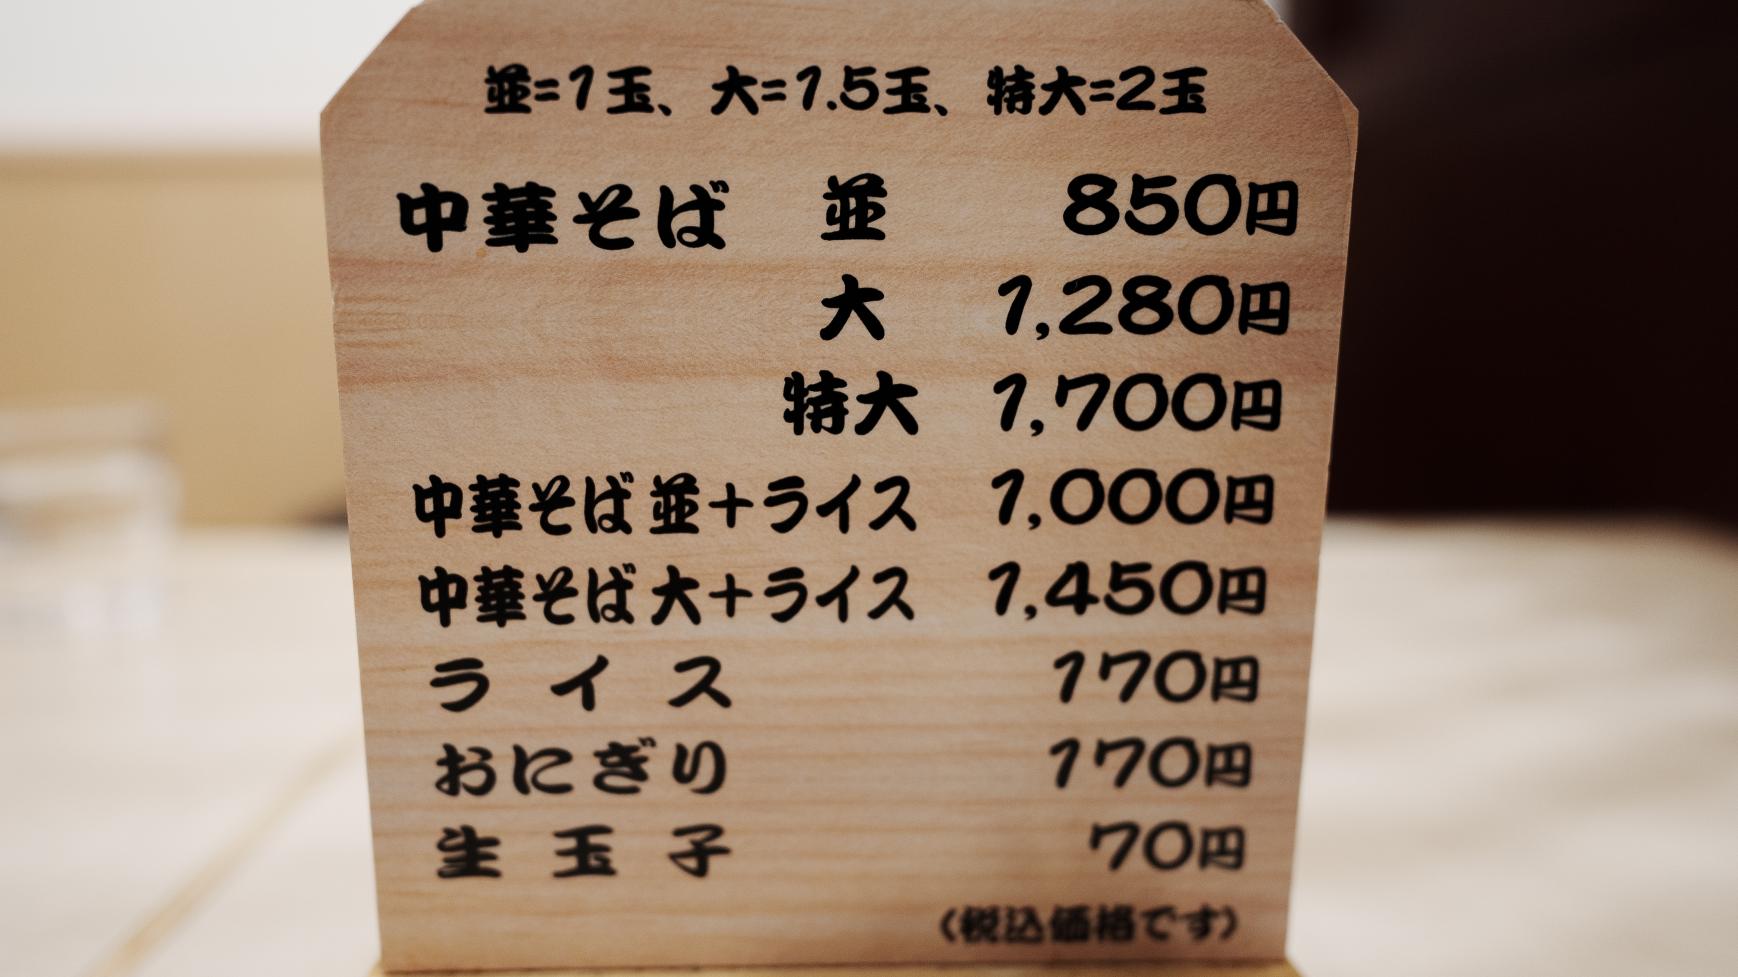 並=1玉、大=1.5玉、特大=2玉
中華そば 並 850円
大 1,280円
特大 1,700円
中華そば 並＋ライス 1,000円
中華そば 大＋ライス 1,450円
ライス 170円
おにぎり 170円
生玉子 70円
（税込価格です）